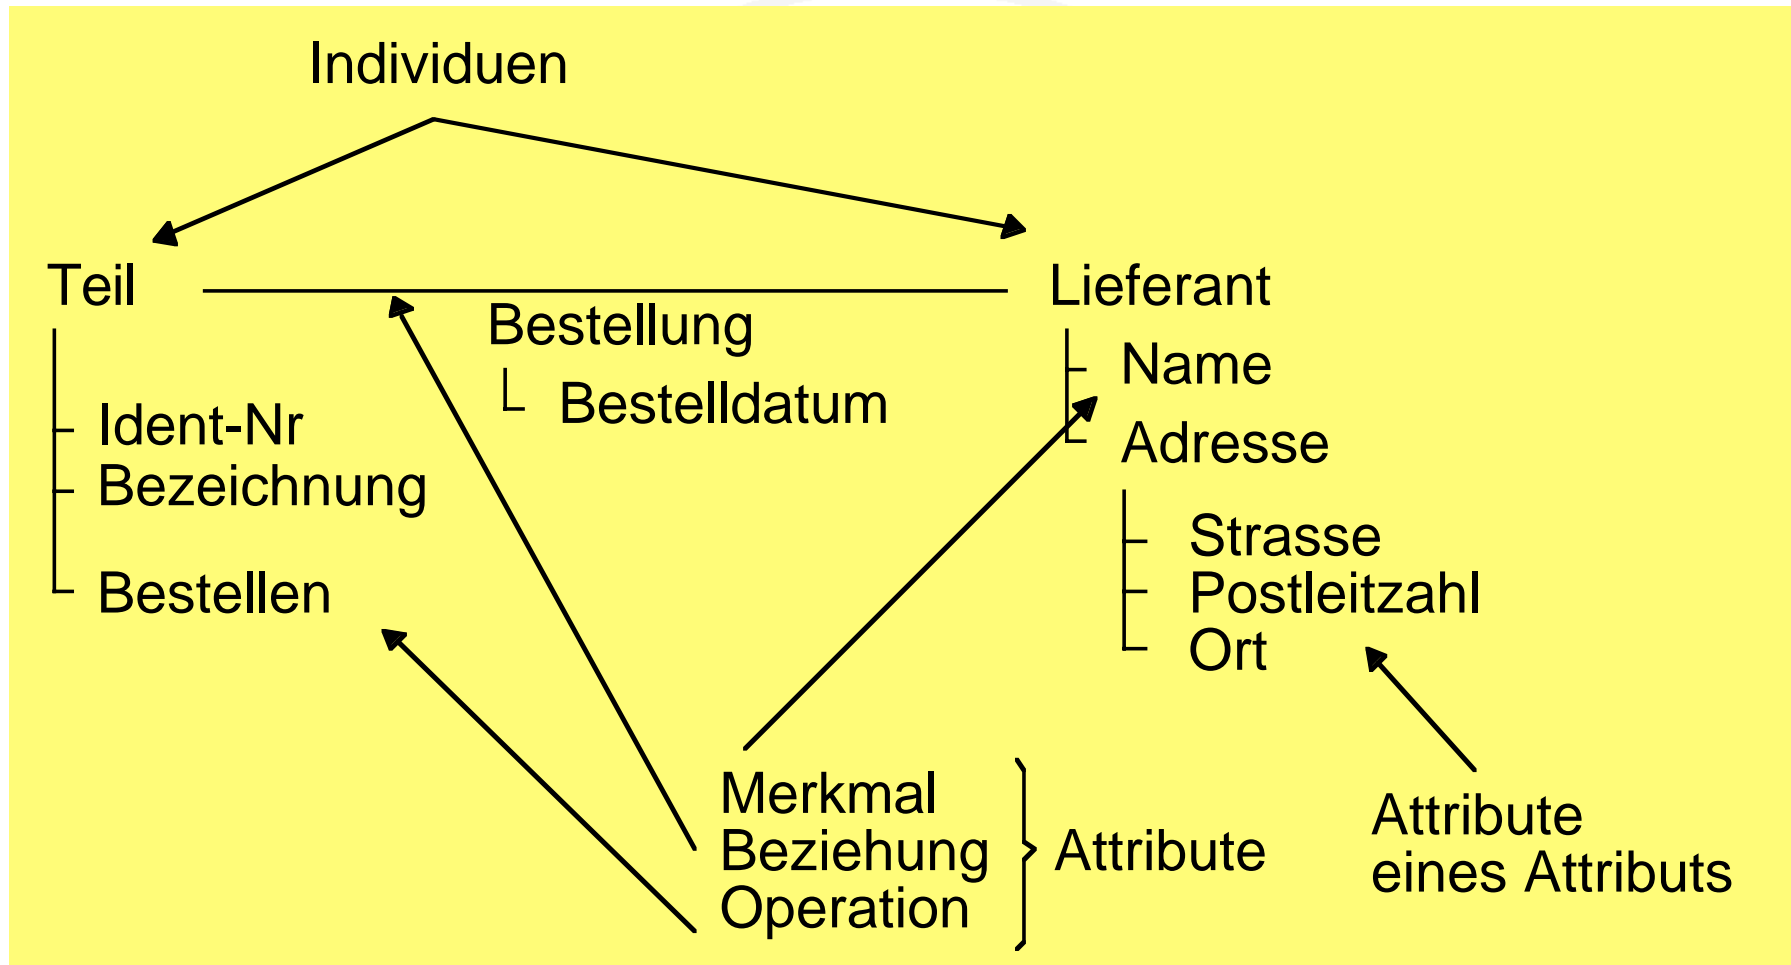 Individuen
Teil
Lieferant
Bestellung
Bestelldatum
Name
Adresse
Ident-Nr
Bezeichnung
Bestellen
Strasse
Postleitzahl
Ort
Merkmal
Beziehung
Operation
Attribute
Attribute
eines Attributs